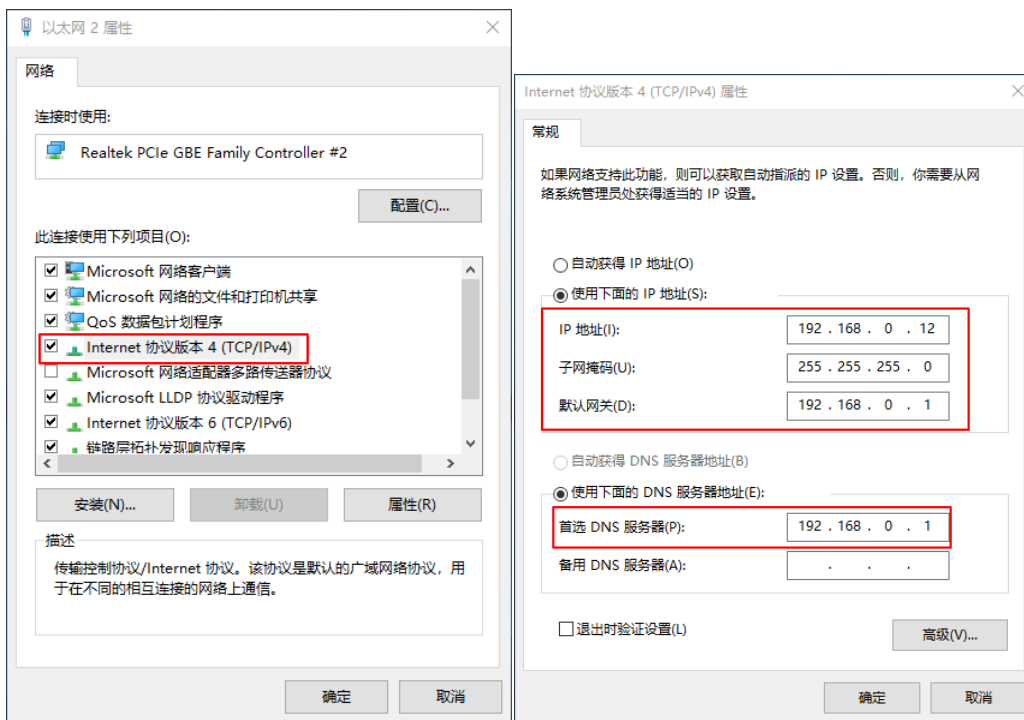 以太网 2 属性
网络
连接时使用:
Realtek PCIe GBE Family Controller #2
配置(C)...
此连接使用下列项目(O):
Microsoft 网络客户端
Microsoft 网络的文件和打印机共享
QoS 数据包计划程序
Internet 协议版本 4 (TCP/IPv4)
Microsoft 网络适配器多路传送器协议
Microsoft LLDP 协议驱动程序
Internet 协议版本 6 (TCP/IPv6)
链路层拓扑发现响应程序
安装(N)...
卸载(U)
属性(R)
描述
传输控制协议/Internet 协议。该协议是默认的广域网络协议，用
于在不同的相互连接的网络上通信。
确定
取消
Internet 协议版本 4 (TCP/IPv4) 属性
常规
如果网络支持此功能，则可以获取自动指派的 IP 设置。否则，你需要从网
络系统管理员处获得适当的 IP 设置。
自动获得 IP 地址(O)
使用下面的 IP 地址(S):
IP 地址(I):
192 . 168 . 0 . 12
子网掩码(U):
255 . 255 . 255 . 0
默认网关(D):
192 . 168 . 0 . 1
自动获得 DNS 服务器地址(B)
使用下面的 DNS 服务器地址(E):
首选 DNS 服务器(P):
192 . 168 . 0 . 1
备用 DNS 服务器(A):
. . .
退出时验证设置(L)
高级(V)...
确定
取消